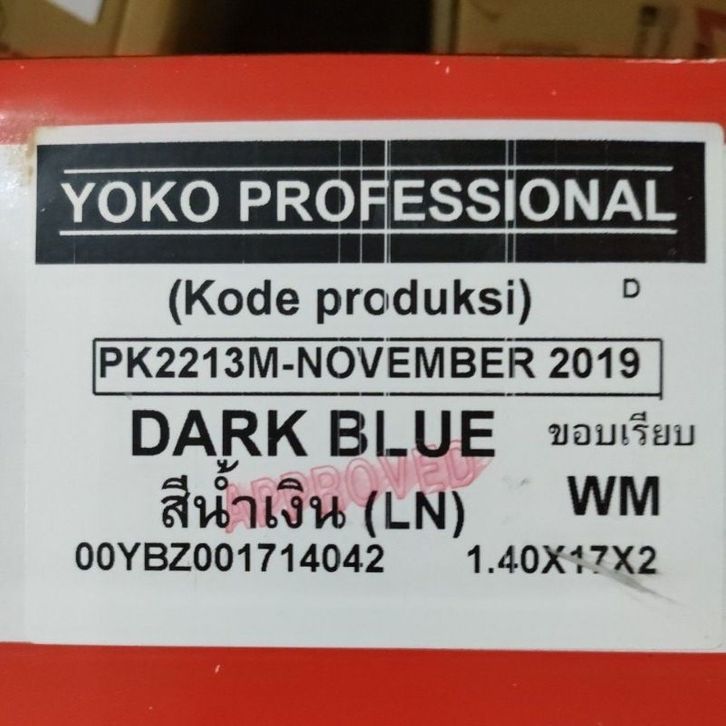 YOKO PROFESSIONAL
(Kode produksi) D
PK2213M-NOVEMBER 2019
DARK BLUE ขอบเรียบ
APPROVED
สีน้ำเงิน (LN) WM
00YBZ001714042 1.40X17X2